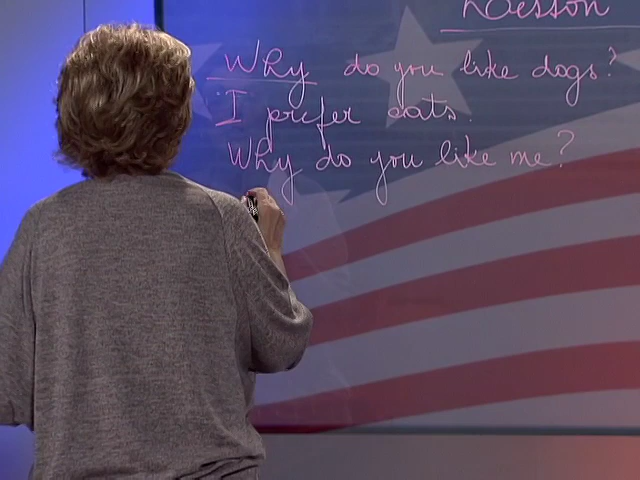 Lesson
Why do you like dogs?
I prefer cats.
Why do you like me?